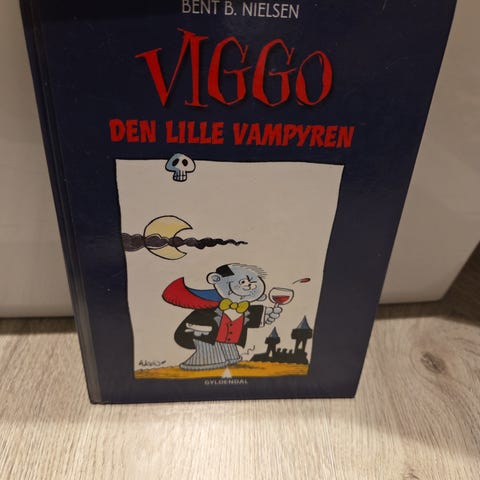 BENT B. NIELSEN
VIGGO
DEN LILLE VAMPYREN
GYLDENDAL